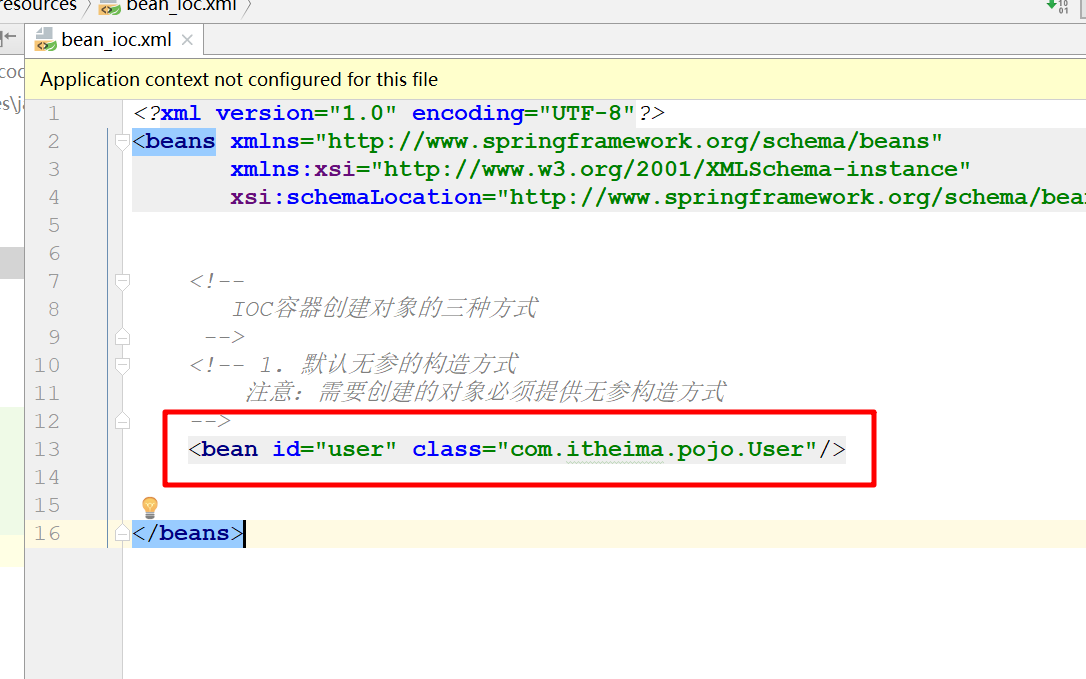 resources bean_ioc.xml
bean_ioc.xml
Application context not configured for this file
1 <?xml version="1.0" encoding="UTF-8"?>
2 <beans xmlns="http://www.springframework.org/schema/beans"
3 xmlns:xsi="http://www.w3.org/2001/XMLSchema-instance"
4 xsi:schemaLocation="http://www.springframework.org/schema/bean
5
6
7 <!--
8 IOC容器创建对象的三种方式
9 -->
10 <!-- 1. 默认无参的构造方式
11 注意：需要创建的对象必须提供无参构造方式
12 -->
13 <bean id="user" class="com.itheima.pojo.User"/>
14
15
16 </beans>